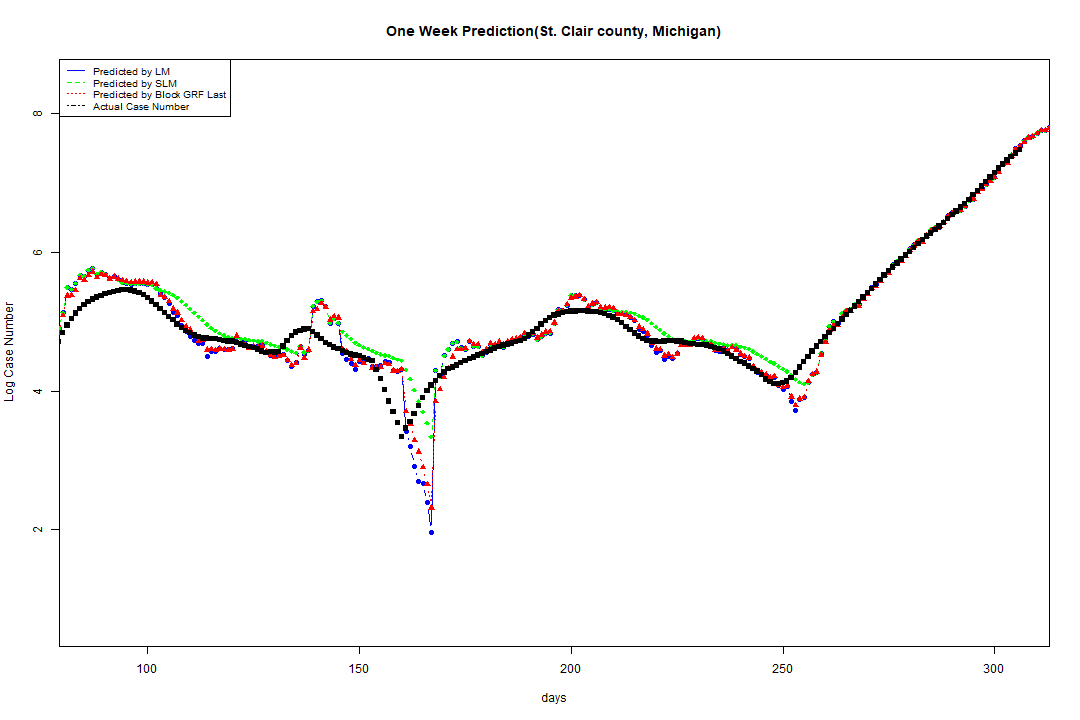 One Week Prediction(St. Clair county, Michigan)
Predicted by LM
Predicted by SLM
Predicted by Block GRF Last
Actual Case Number
8
6
4
2
Log Case Number
100 150 200 250 300
days